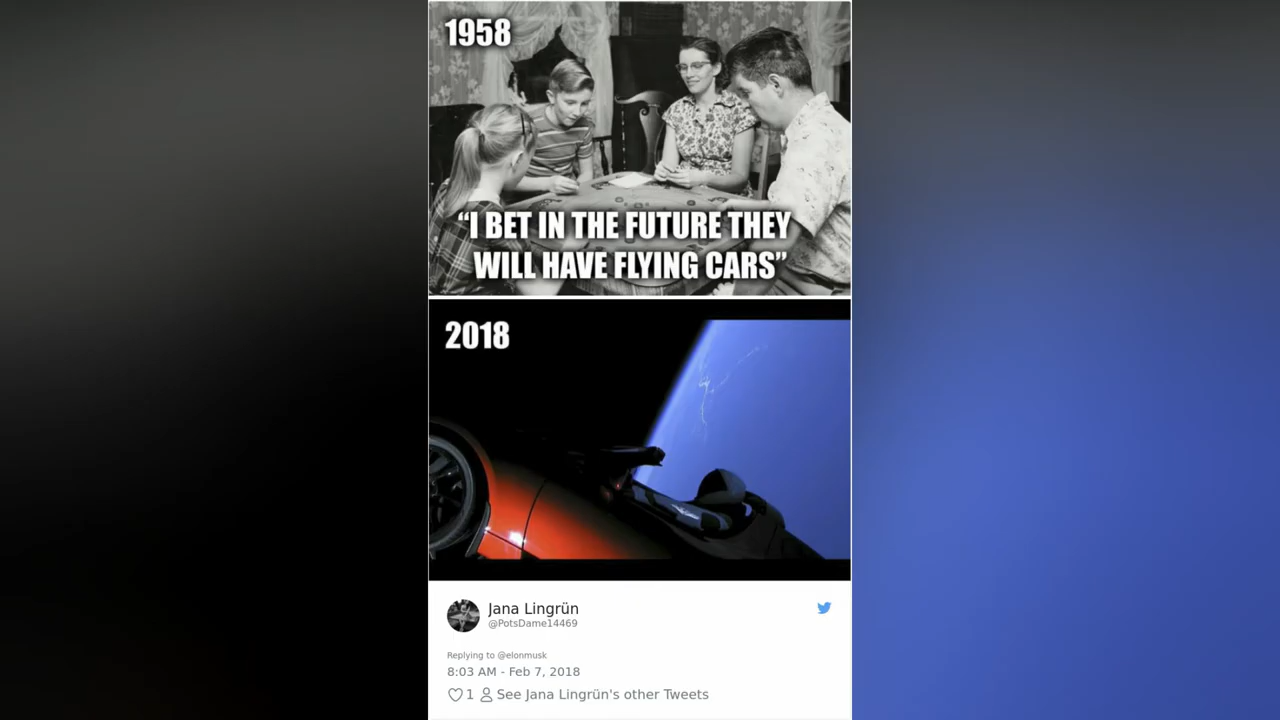 1958
“I BET IN THE FUTURE THEY
WILL HAVE FLYING CARS”
2018
Jana Lingrün
@PotsDame14469
Replying to @elonmusk
8:03 AM - Feb 7, 2018
1 See Jana Lingrün's other Tweets